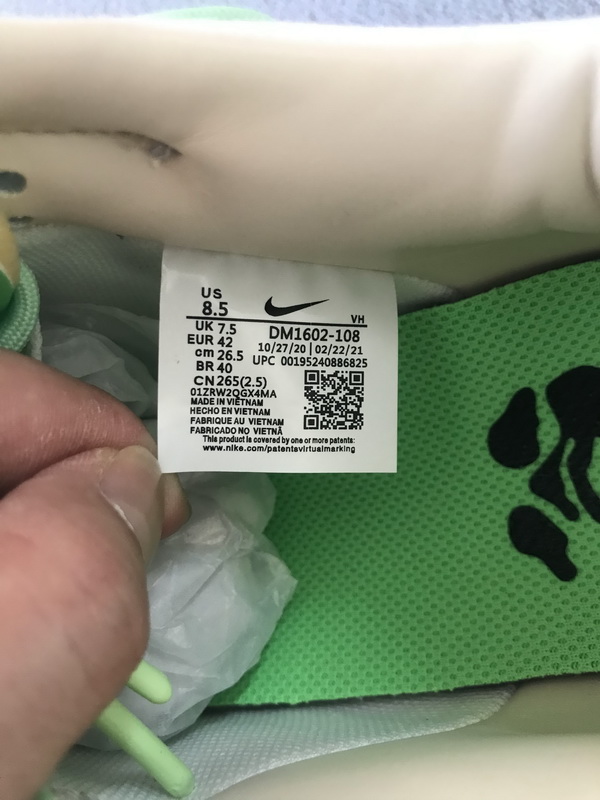 US
8.5
VH
UK 7.5
DM1602-108
EUR 42
10/27/20 | 02/22/21
cm 26.5
UPC 00195240886825
BR 40
CN 265(2.5)
01ZRW2QGX4MA
MADE IN VIETNAM
HECHO EN VIETNAM
FABRIQUE AU VIETNAM
FABRICADO NO VIETNÃ
This product is covered by one or more patents:
www.nike.com/patentsvirtualmarking